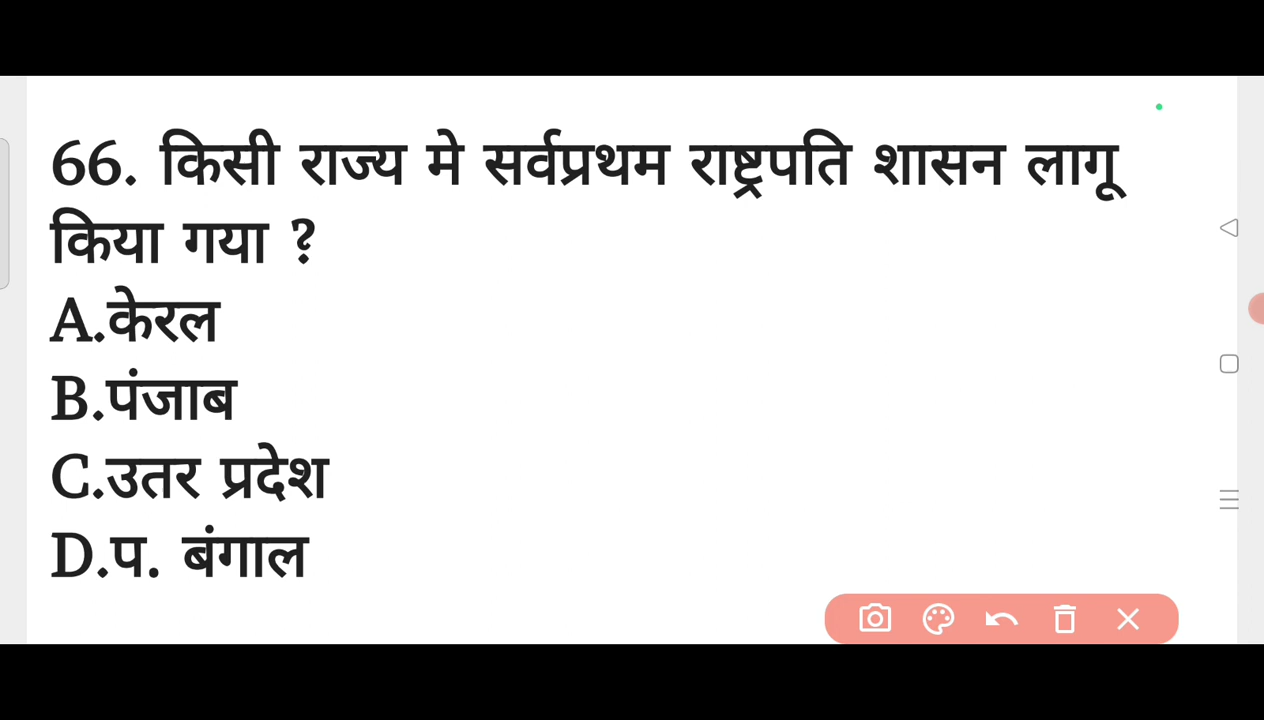 66. किसी राज्य मे सर्वप्रथम राष्ट्रपति शासन लागू
किया गया ?
A.केरल
B.पंजाब
C.उतर प्रदेश
D.प. बंगाल